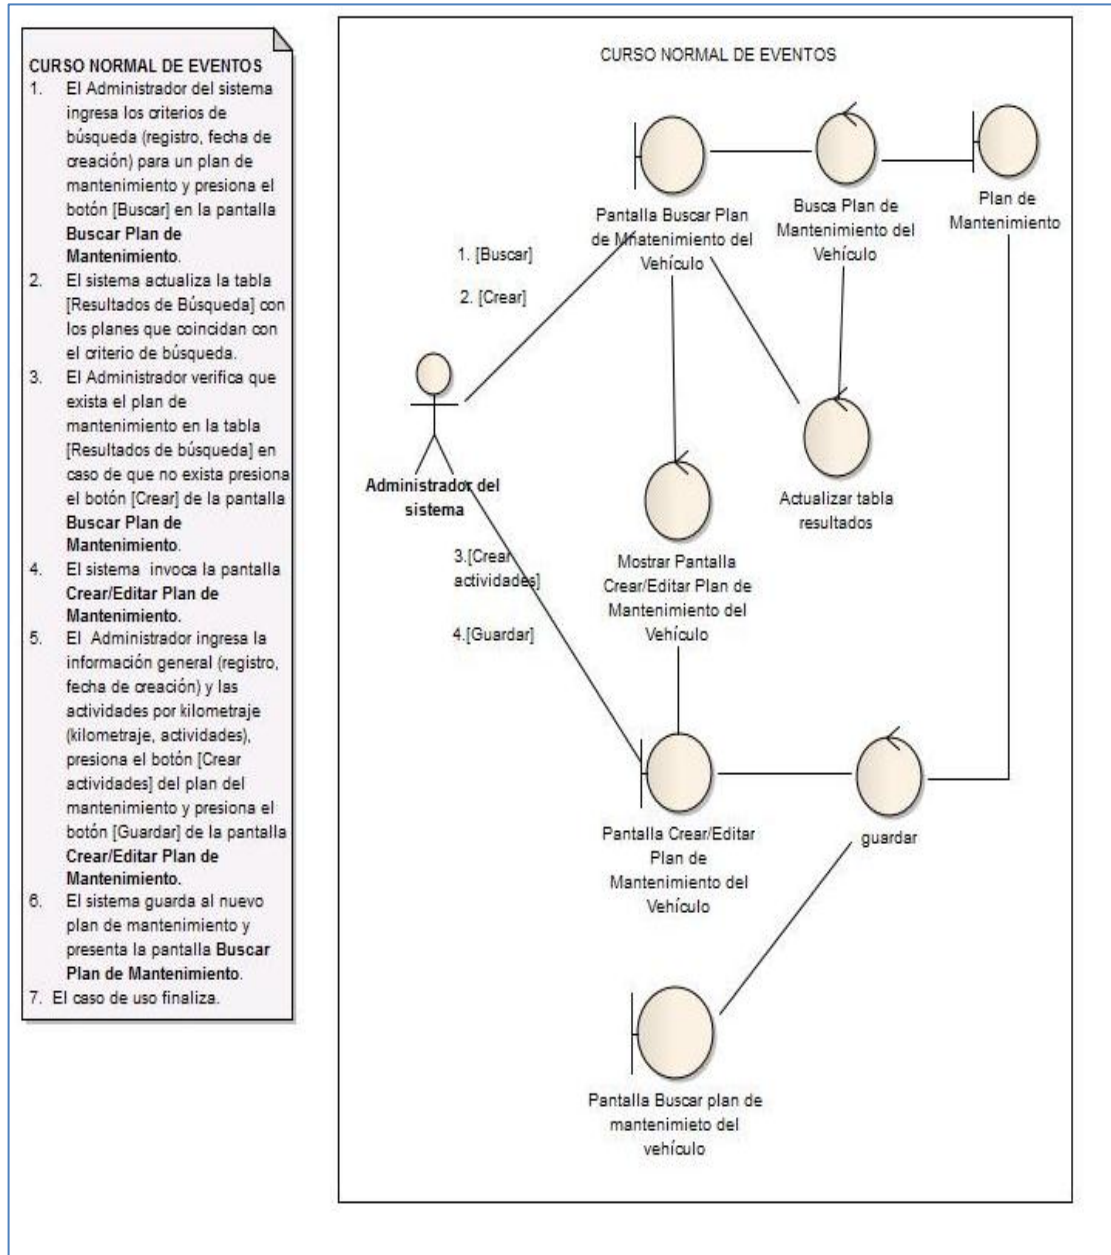 CURSO NORMAL DE EVENTOS
1. El Administrador del sistema
ingresa los criterios de
búsqueda (registro, fecha de
creación) para un plan de
mantenimiento y presiona el
botón [Buscar] en la pantalla
Buscar Plan de
Mantenimiento.
2. El sistema actualiza la tabla
[Resultados de Búsqueda] con
los planes que coincidan con
el criterio de búsqueda.
3. El Administrador verifica que
exista el plan de
mantenimiento en la tabla
[Resultados de búsqueda] en
caso de que no exista presiona
el botón [Crear] de la pantalla
Buscar Plan de
Mantenimiento.
4. El sistema invoca la pantalla
Crear/Editar Plan de
Mantenimiento.
5. El Administrador ingresa la
información general (registro,
fecha de creación) y las
actividades por kilometraje
(kilometraje, actividades),
presiona el botón [Crear
actividades] del plan del
mantenimiento y presiona el
botón [Guardar] de la pantalla
Crear/Editar Plan de
Mantenimiento.
6. El sistema guarda al nuevo
plan de mantenimiento y
presenta la pantalla Buscar
Plan de Mantenimiento.
7. El caso de uso finaliza.
CURSO NORMAL DE EVENTOS
Pantalla Buscar Plan
de Mnatenimiento del
Vehículo
Busca Plan de
Mantenimiento del
Vehículo
Plan de
Mantenimiento
1. [Buscar]
2. [Crear]
Administrador del
sistema
Actualizar tabla
resultados
Mostrar Pantalla
Crear/Editar Plan de
Mantenimiento del
Vehículo
3.[Crear
actividades]
4.[Guardar]
Pantalla Crear/Editar
Plan de
Mantenimiento del
Vehículo
guardar
Pantalla Buscar plan de
mantenimieto del
vehículo